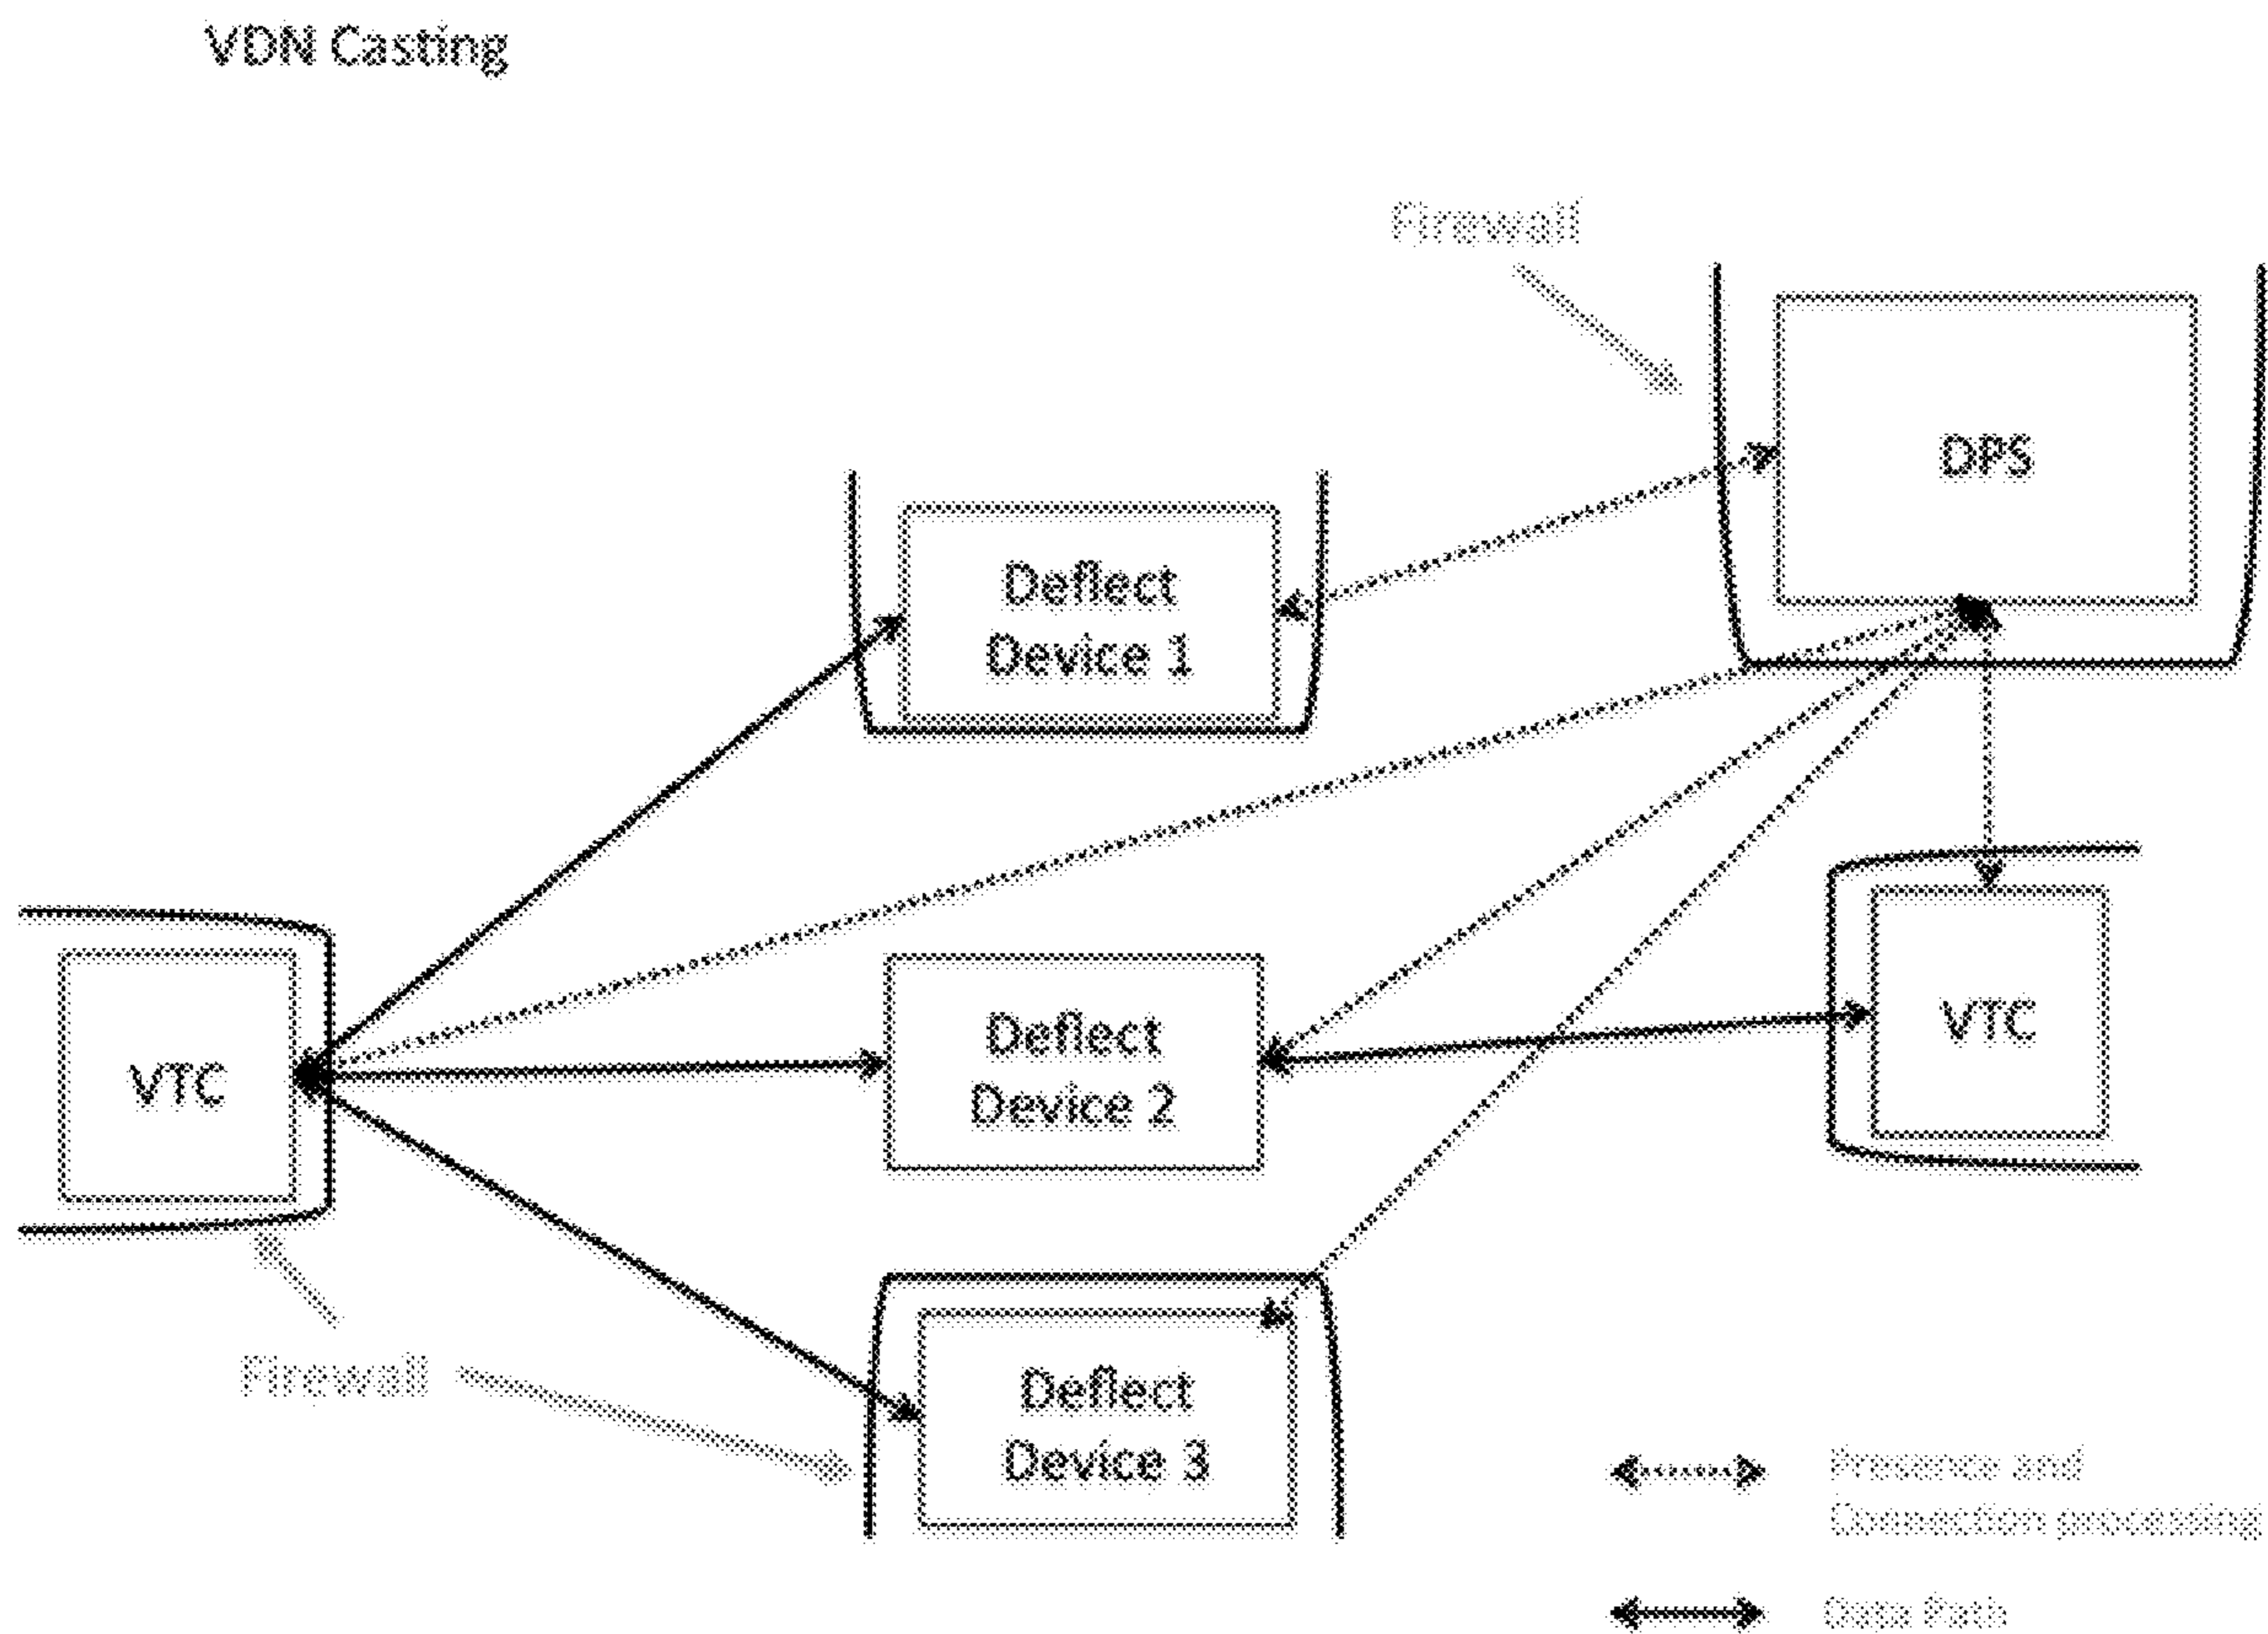 VDN Casting
Firewall
DPS
Deflect
Device 1
Deflect
Device 2
VTC
VTC
Firewall
Deflect
Device 3
Presence and
Connection processing
Data Path